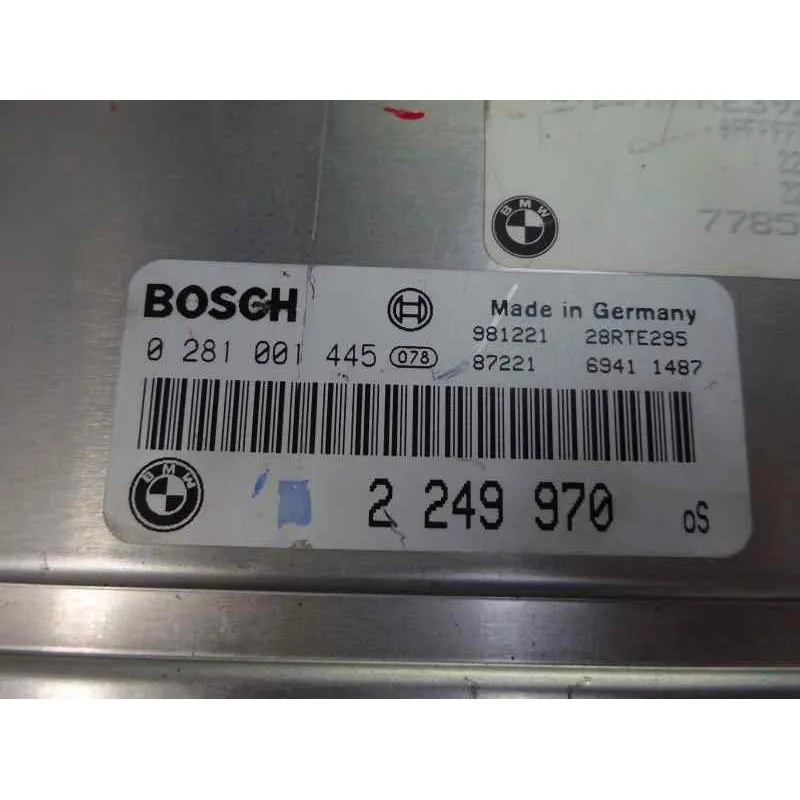 7785
BMW
BOSCH Made in Germany
981221 28RTE295
0 281 001 445 078 87221 6941 1487
BMW 2 249 970 oS